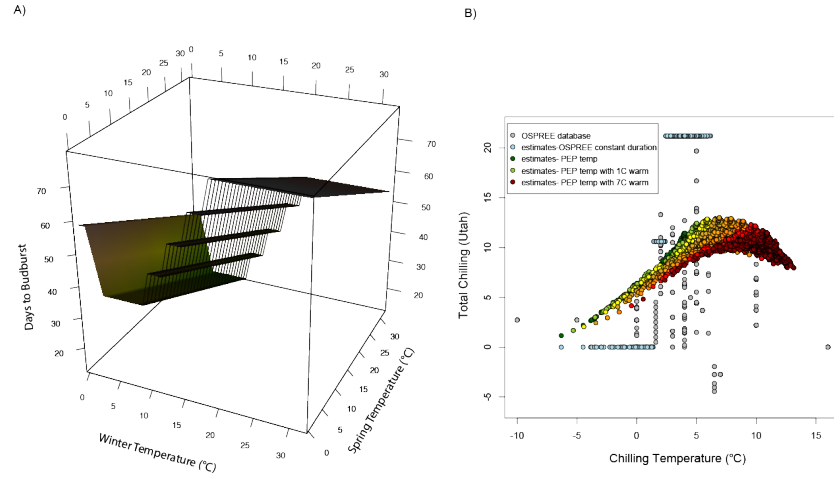 A)
B)
0 5 10 15 20 25 30
0 5 10 15 20 25 30
70
60
50
40
30
20
Days to Budburst
70
60
50
40
30
20
0 5 10 15 20 25 30
Winter Temperature (°C)
0 5 10 15 20 25 30
Spring Temperature (°C)
OSPREE database
estimates-OSPREE constant duration
estimates- PEP temp
estimates- PEP temp with 1C warm
estimates- PEP temp with 7C warm
20
15
10
5
0
-5
Total Chilling (Utah)
-10 -5 0 5 10 15
Chilling Temperature (°C)